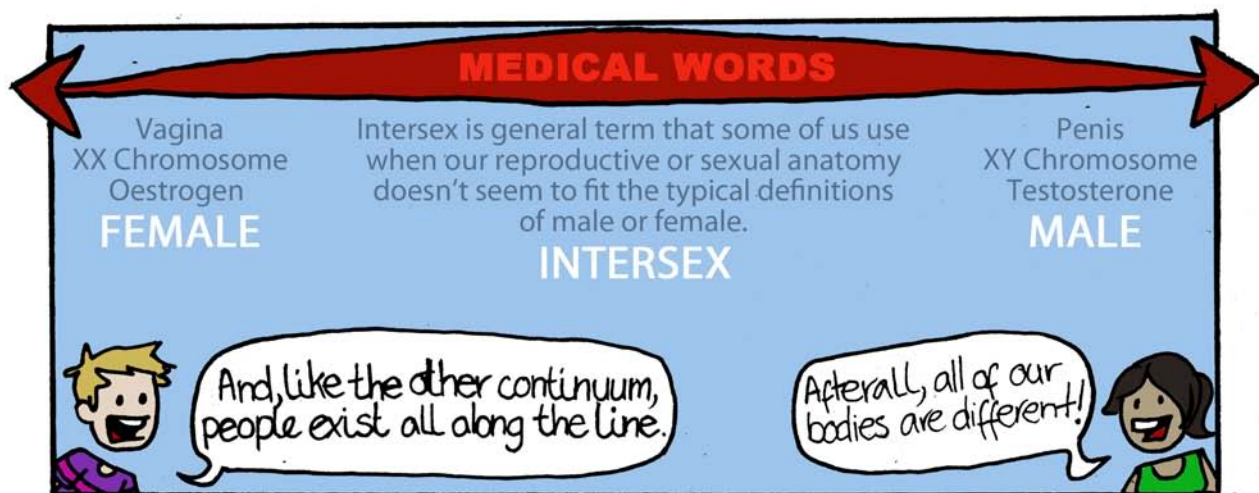 MEDICAL WORDS
Vagina
XX Chromosome
Oestrogen
FEMALE
Intersex is general term that some of us use
when our reproductive or sexual anatomy
doesn't seem to fit the typical definitions
of male or female.
INTERSEX
Penis
XY Chromosome
Testosterone
MALE
And, like the other continuum,
people exist all along the line.
Afterall, all of our
bodies are different!